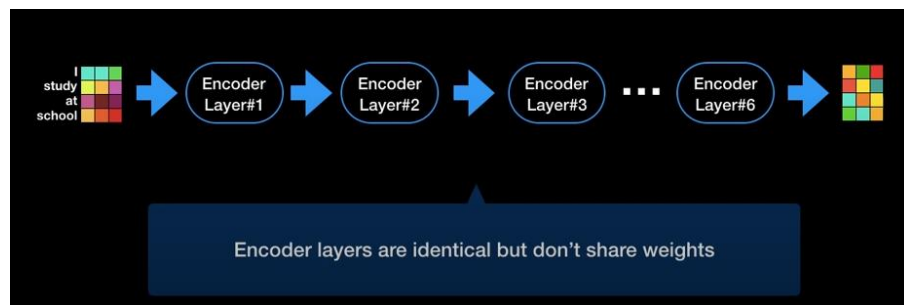 I
study
at
school
Encoder
Layer#1
Encoder
Layer#2
Encoder
Layer#3
...
Encoder
Layer#6
Encoder layers are identical but don't share weights